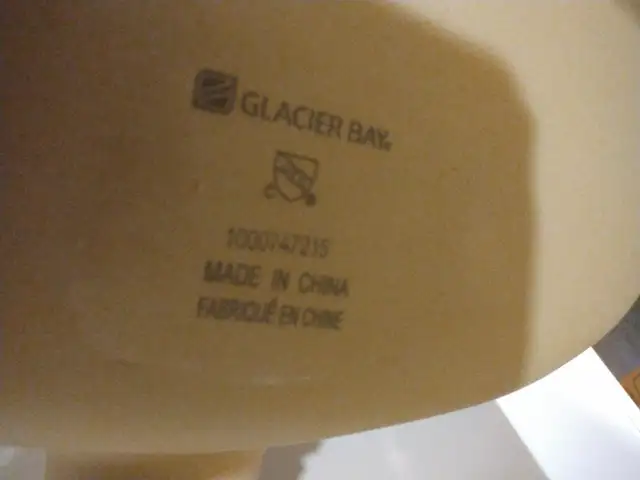 GLACIER BAY
1000747215
MADE IN CHINA
FABRIQUÉ EN CHINE